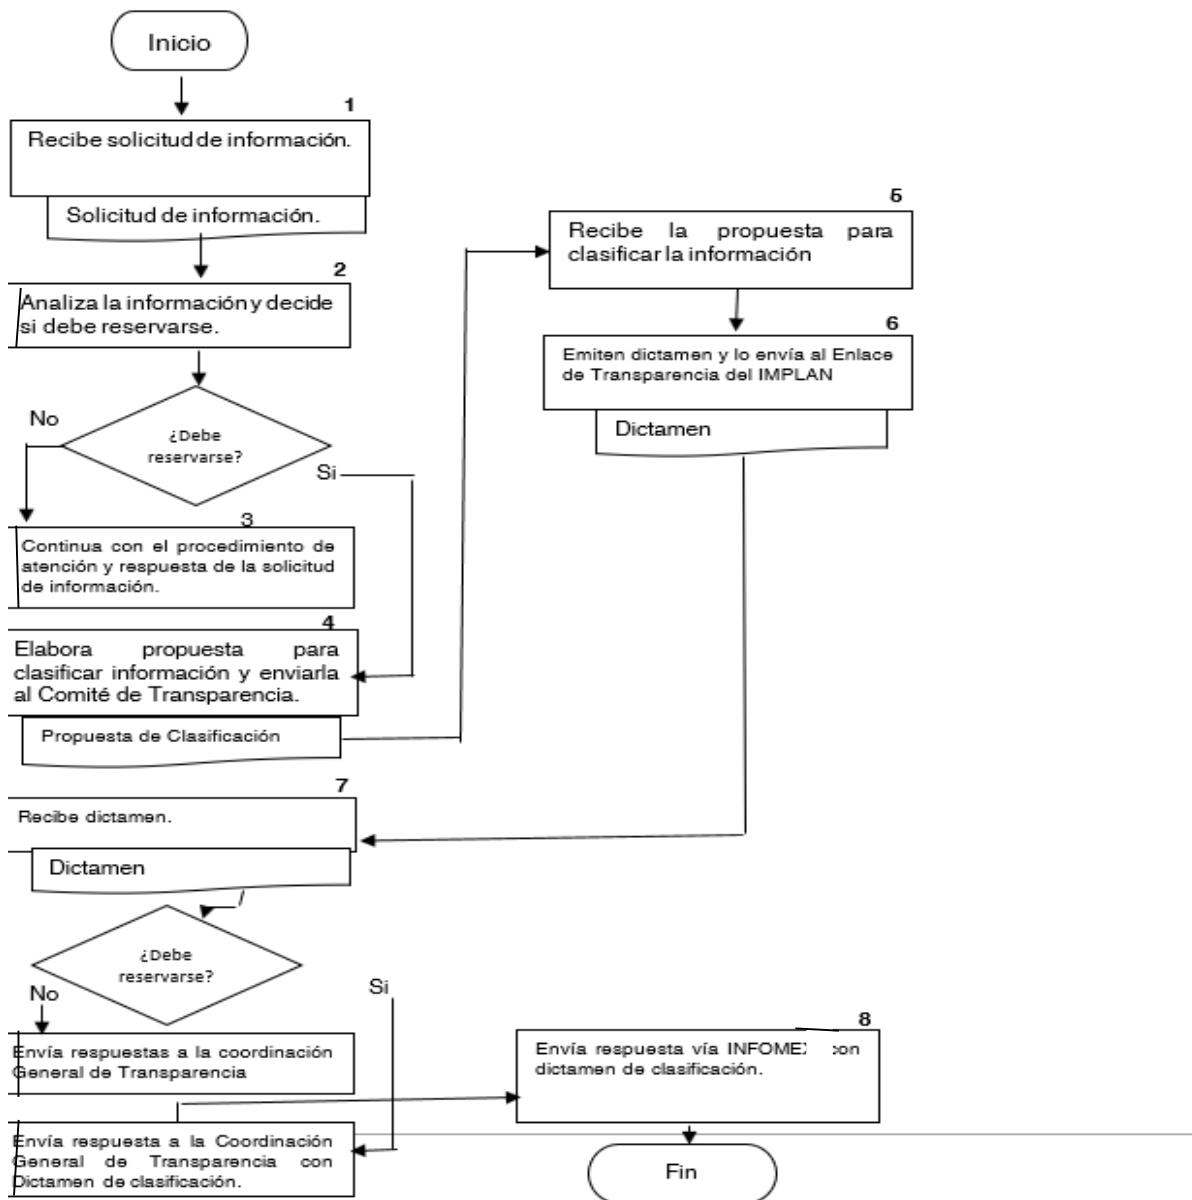 Inicio
1
Recibe solicitud de información.
Solicitud de información.
2
Analiza la información y decide
si debe reservarse.
¿Debe
reservarse?
No
Si
3
Continua con el procedimiento de
atención y respuesta de la solicitud
de información.
4
Elabora propuesta para
clasificar información y enviarla
al Comité de Transparencia.
Propuesta de Clasificación
5
Recibe la propuesta para
clasificar la información
6
Emiten dictamen y lo envía al Enlace
de Transparencia del IMPLAN
Dictamen
7
Recibe dictamen.
Dictamen
¿Debe
reservarse?
No
Si
Envía respuestas a la coordinación
General de Transparencia
Envía respuesta a la Coordinación
General de Transparencia con
Dictamen de clasificación.
8
Envía respuesta vía
dictamen de clasificación.
Fin